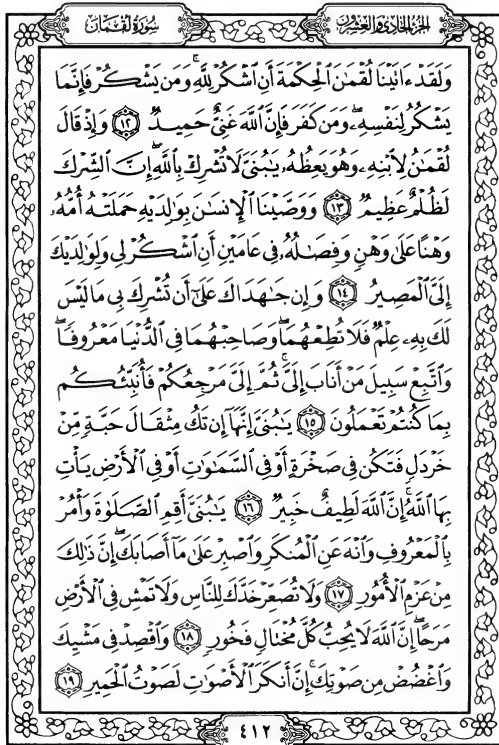 الجزء الحادي والعشرون
سورة لقمان
وَلَقَدْ ءَاتَيْنَا لُقْمَٰنَ ٱلْحِكْمَةَ أَنِ ٱشْكُرْ لِلَّهِ ۚ وَمَن يَشْكُرْ فَإِنَّمَا
يَشْكُرُ لِنَفْسِهِۦ ۖ وَمَن كَفَرَ فَإِنَّ ٱللَّهَ غَنِىٌّ حَمِيدٌ ١٢ وَإِذْ قَالَ
لُقْمَٰنُ لِٱبْنِهِۦ وَهُوَ يَعِظُهُۥ يَٰبُنَىَّ لَا تُشْرِكْ بِٱللَّهِ ۖ إِنَّ ٱلشِّرْكَ
لَظُلْمٌ عَظِيمٌ ١٣ وَوَصَّيْنَا ٱلْإِنسَٰنَ بِوَٰلِدَيْهِ حَمَلَتْهُ أُمُّهُۥ
وَهْنًا عَلَىٰ وَهْنٍ وَفِصَٰلُهُۥ فِى عَامَيْنِ أَنِ ٱشْكُرْ لِى وَلِوَٰلِدَيْكَ
إِلَىَّ ٱلْمَصِيرُ ١٤ وَإِن جَٰهَدَاكَ عَلَىٰٓ أَن تُشْرِكَ بِى مَا لَيْسَ
لَكَ بِهِۦ عِلْمٌ فَلَا تُطِعْهُمَا ۖ وَصَاحِبْهُمَا فِى ٱلدُّنْيَا مَعْرُوفًا ۖ
وَٱتَّبِعْ سَبِيلَ مَنْ أَنَابَ إِلَىَّ ۚ ثُمَّ إِلَىَّ مَرْجِعُكُمْ فَأُنَبِّئُكُم
بِمَا كُنتُمْ تَعْمَلُونَ ١٥ يَٰبُنَىَّ إِنَّهَآ إِن تَكُ مِثْقَالَ حَبَّةٍ مِّنْ
خَرْدَلٍ فَتَكُن فِى صَخْرَةٍ أَوْ فِى ٱلسَّمَٰوَٰتِ أَوْ فِى ٱلْأَرْضِ يَأْتِ
بِهَا ٱللَّهُ ۚ إِنَّ ٱللَّهَ لَطِيفٌ خَبِيرٌ ١٦ يَٰبُنَىَّ أَقِمِ ٱلصَّلَوٰةَ وَأْمُرْ
بِٱلْمَعْرُوفِ وَٱنْهَ عَنِ ٱلْمُنكَرِ وَٱصْبِرْ عَلَىٰ مَآ أَصَابَكَ ۖ إِنَّ ذَٰلِكَ
مِنْ عَزْمِ ٱلْأُمُورِ ١٧ وَلَا تُصَعِّرْ خَدَّكَ لِلنَّاسِ وَلَا تَمْشِ فِى ٱلْأَرْضِ
مَرَحًا ۖ إِنَّ ٱللَّهَ لَا يُحِبُّ كُلَّ مُخْتَالٍ فَخُورٍ ١٨ وَٱقْصِدْ فِى مَشْيِكَ
وَٱغْضُضْ مِن صَوْتِكَ ۚ إِنَّ أَنكَرَ ٱلْأَصْوَٰتِ لَصَوْتُ ٱلْحَمِيرِ ١٩
٤١٢